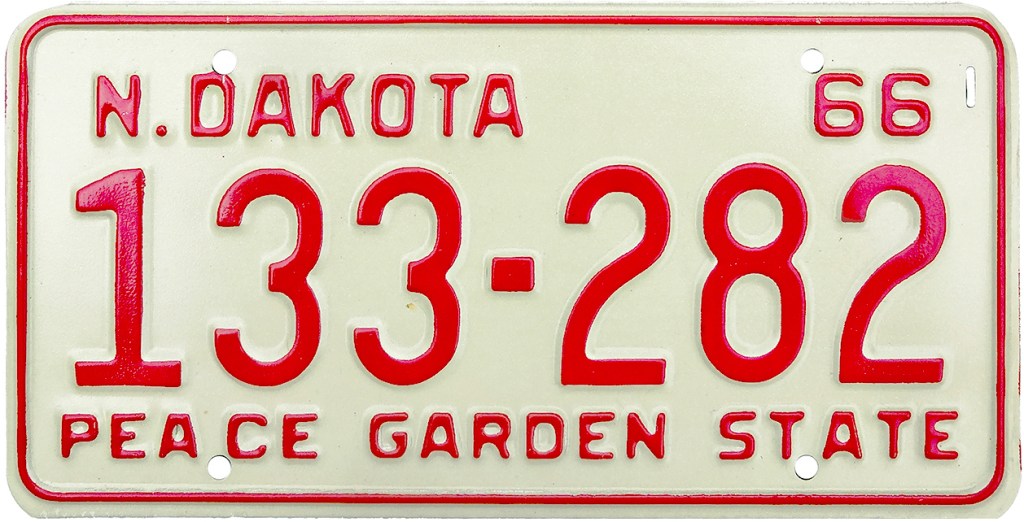 N. DAKOTA 66
133-282
PEACE GARDEN STATE